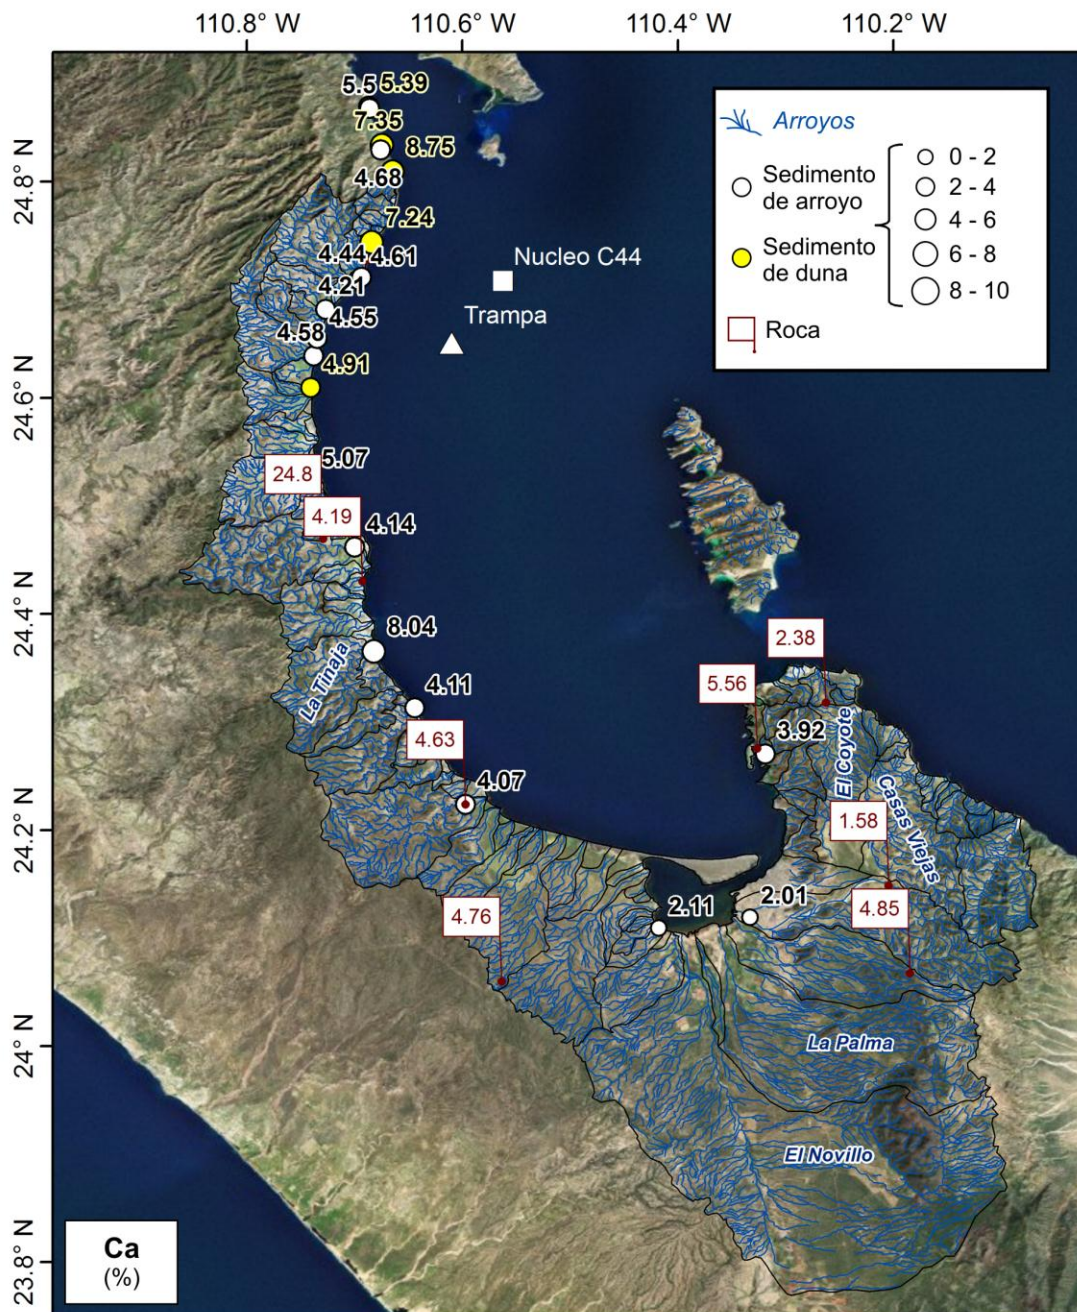 110.8° W
110.6° W
110.4° W
110.2° W
24.8° N
24.6° N
24.4° N
24.2° N
24° N
23.8° N
Arroyos
Sedimento
de arroyo
Sedimento
de duna
Roca
0 - 2
2 - 4
4 - 6
6 - 8
8 - 10
5.5
5.39
7.35
8.75
4.68
7.24
4.44
4.61
4.21
4.55
4.58
4.91
Nucleo C44
Trampa
5.07
24.8
4.19
4.14
8.04
La Tinaja
4.11
4.63
4.07
2.38
5.56
3.92
El Coyote
Casas Viejas
1.58
4.85
2.01
2.11
4.76
La Palma
El Novillo
Ca
(%)